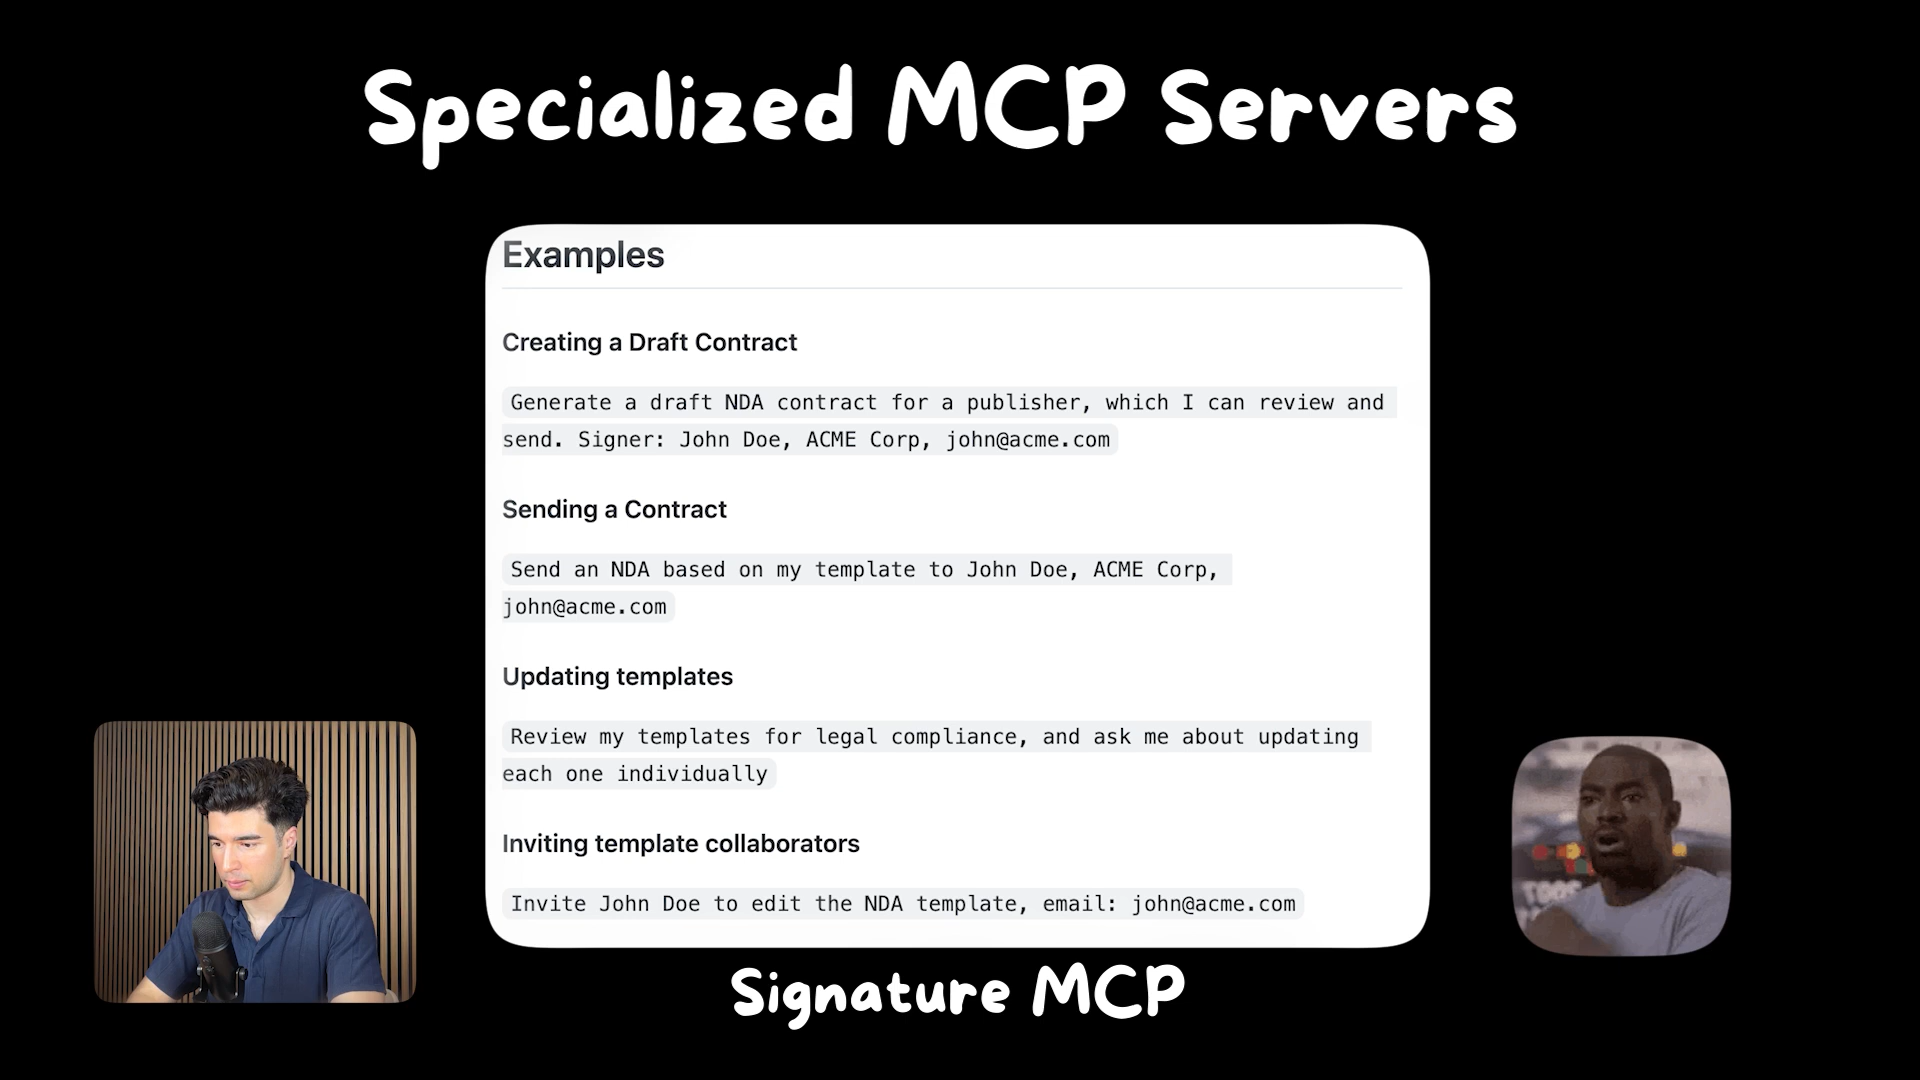 Specialized MCP Servers
Examples
Creating a Draft Contract
Generate a draft NDA contract for a publisher, which I can review and
send. Signer: John Doe, ACME Corp, john@acme.com
Sending a Contract
Send an NDA based on my template to John Doe, ACME Corp,
john@acme.com
Updating templates
Review my templates for legal compliance, and ask me about updating
each one individually
Inviting template collaborators
Invite John Doe to edit the NDA template, email: john@acme.com
Signature MCP